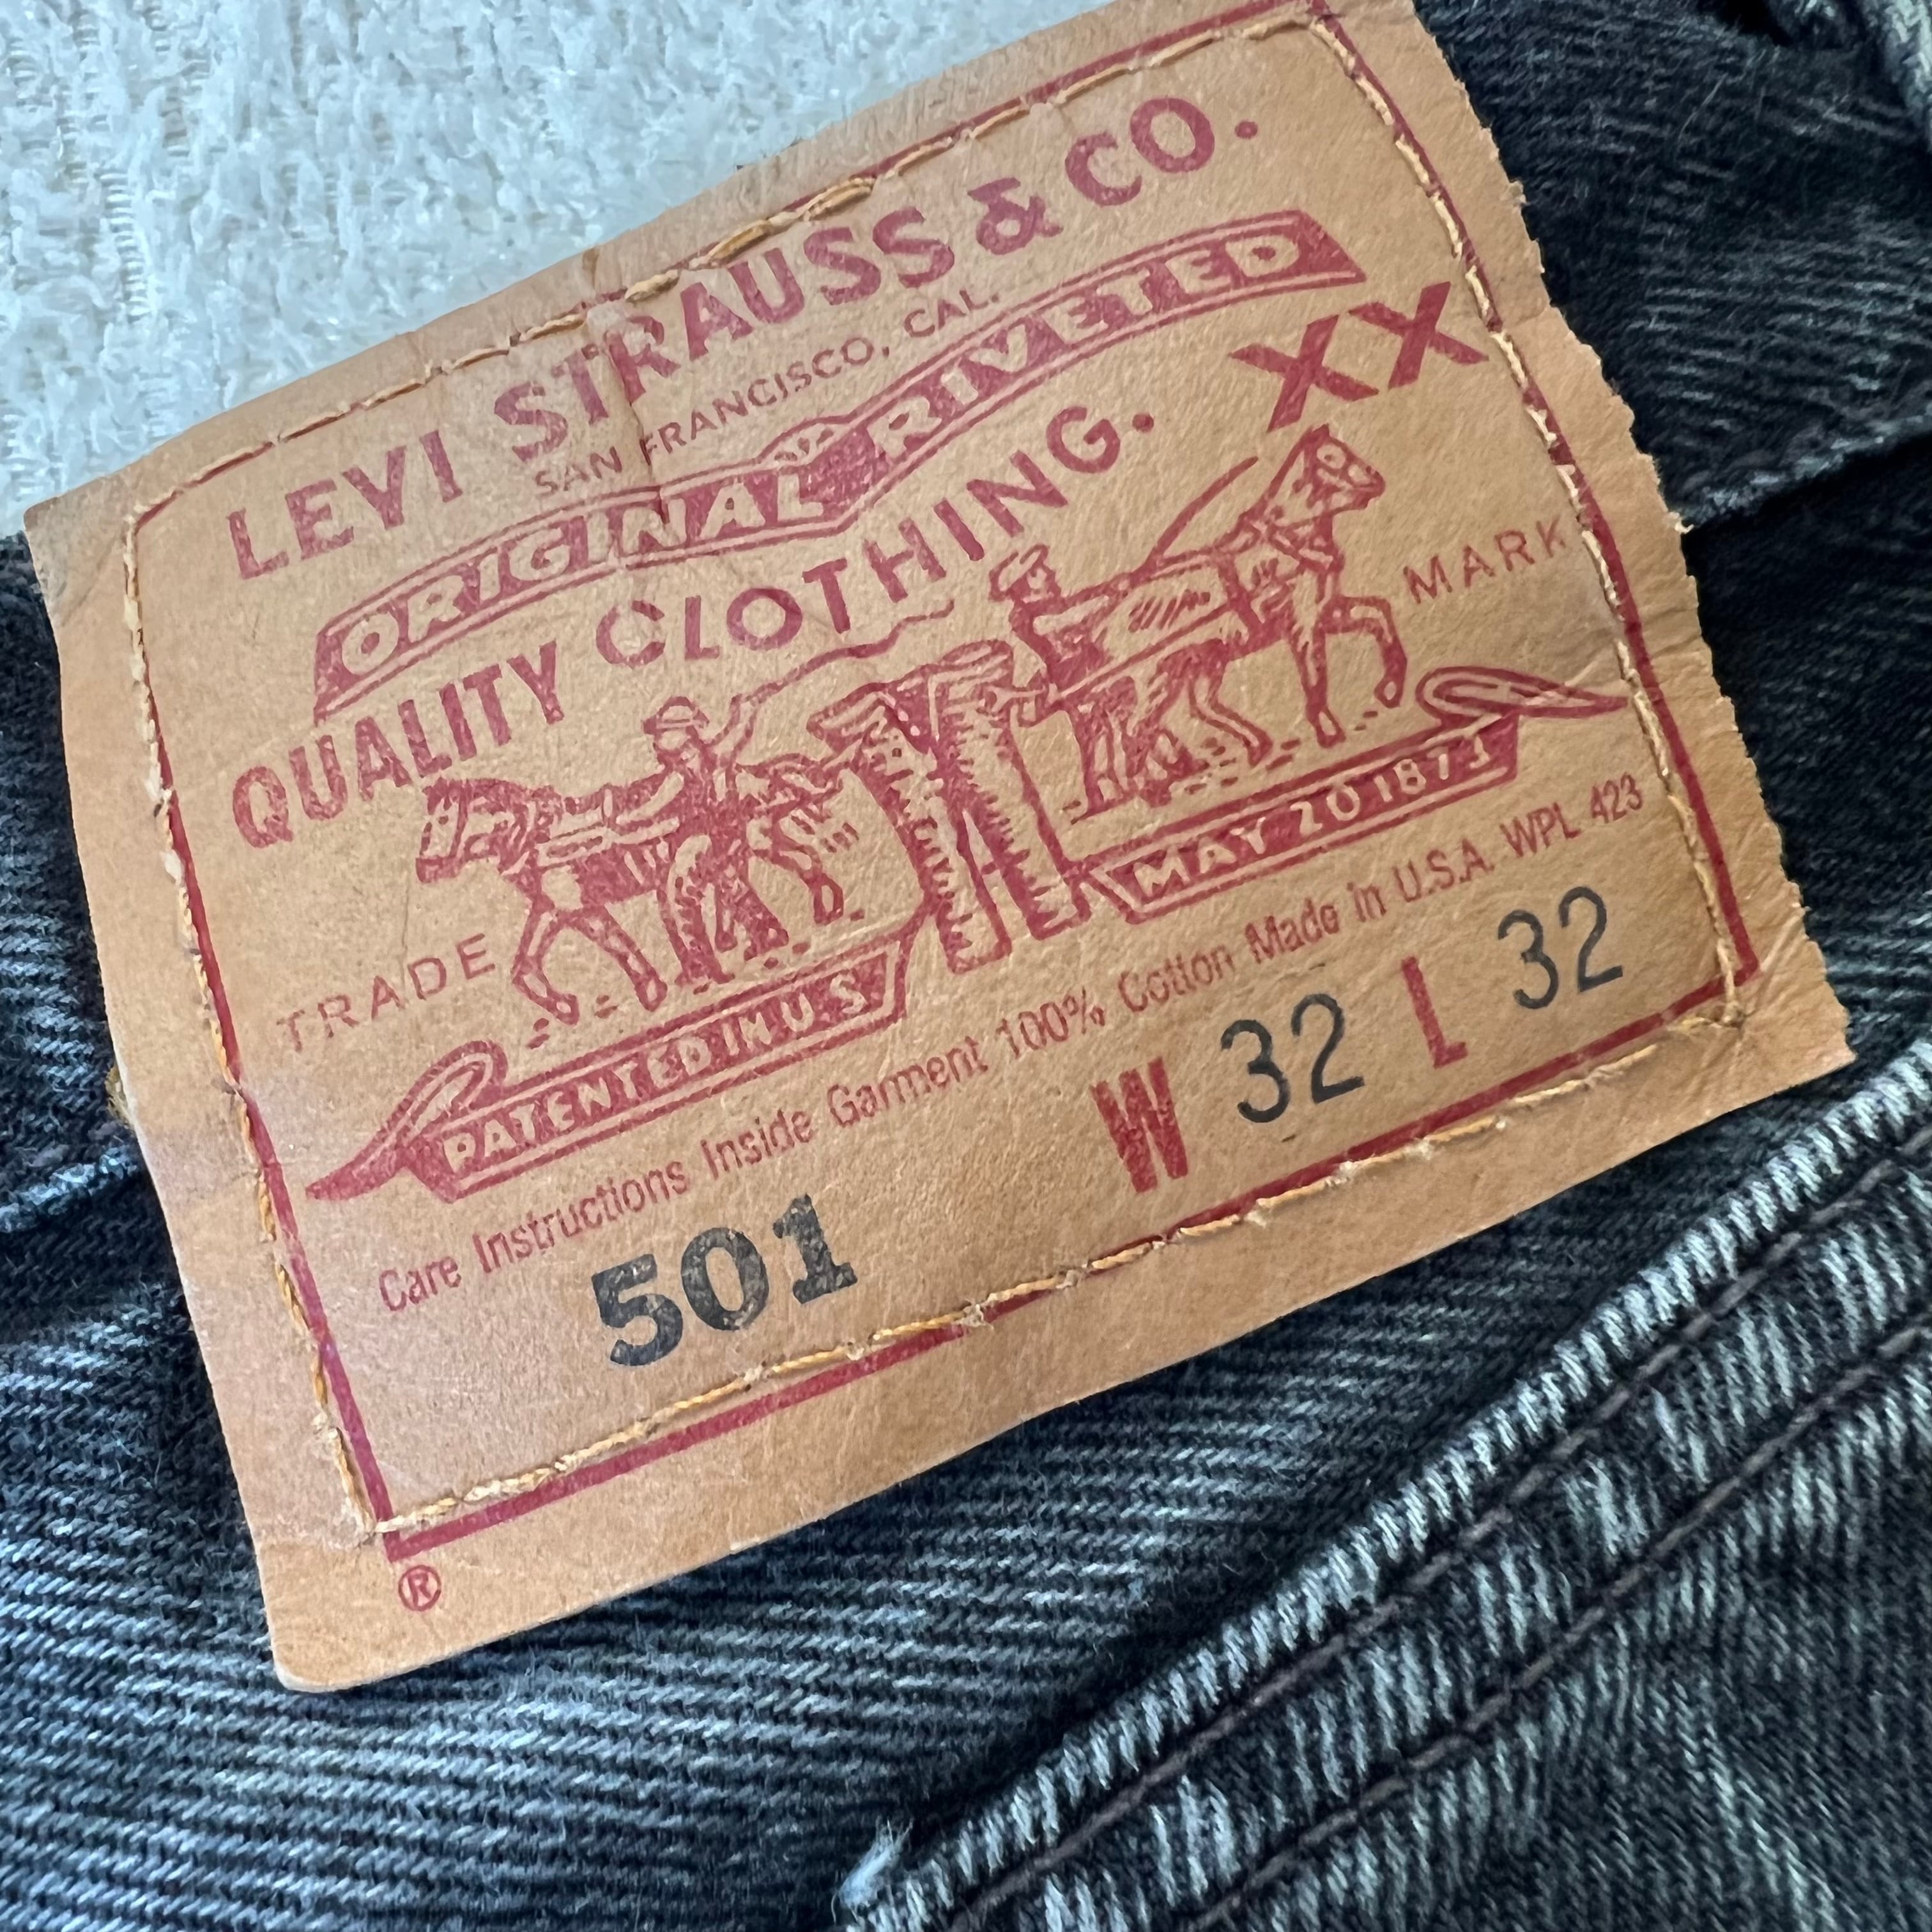 LEVI STRAUSS & CO.
SAN FRANCISCO, CAL.
ORIGINAL RIVETED
QUALITY CLOTHING. XX
TRADE MARK
PATENTED IN U S MAY 20 1873
Care Instructions Inside Garment 100% Cotton Made in U.S.A. WPL 423
501 W 32 L 32
®